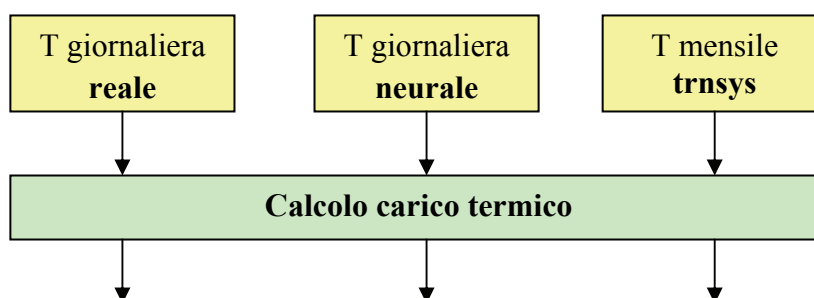 T giornaliera
reale
T giornaliera
neurale
T mensile
trnsys
Calcolo carico termico